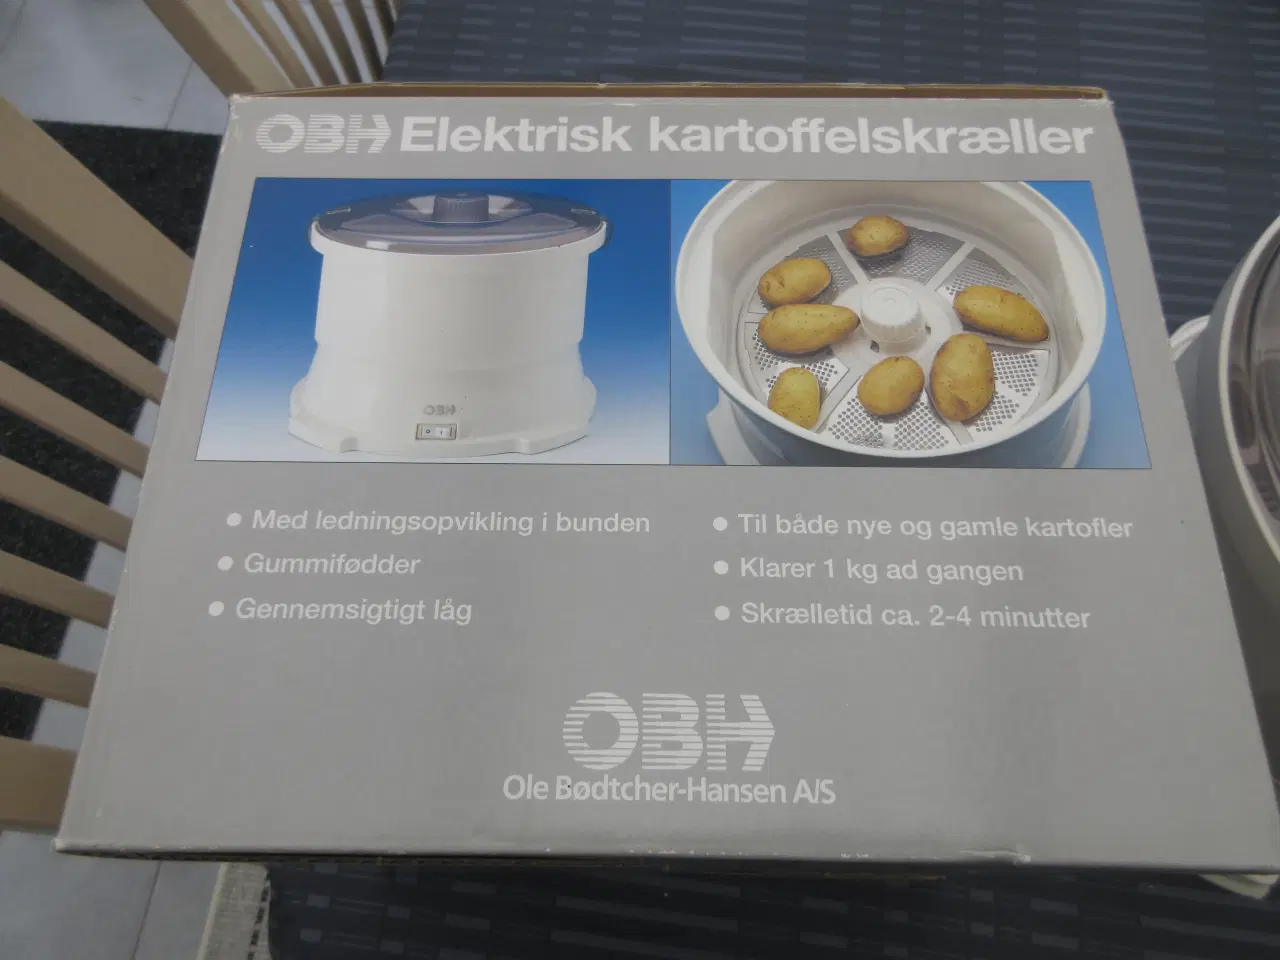 OBH Elektrisk kartoffelskræller
OBH
• Med ledningsopvikling i bunden
• Gummifødder
• Gennemsigtigt låg
• Til både nye og gamle kartofler
• Klarer 1 kg ad gangen
• Skrælletid ca. 2-4 minutter
OBH
Ole Bødtcher-Hansen A/S